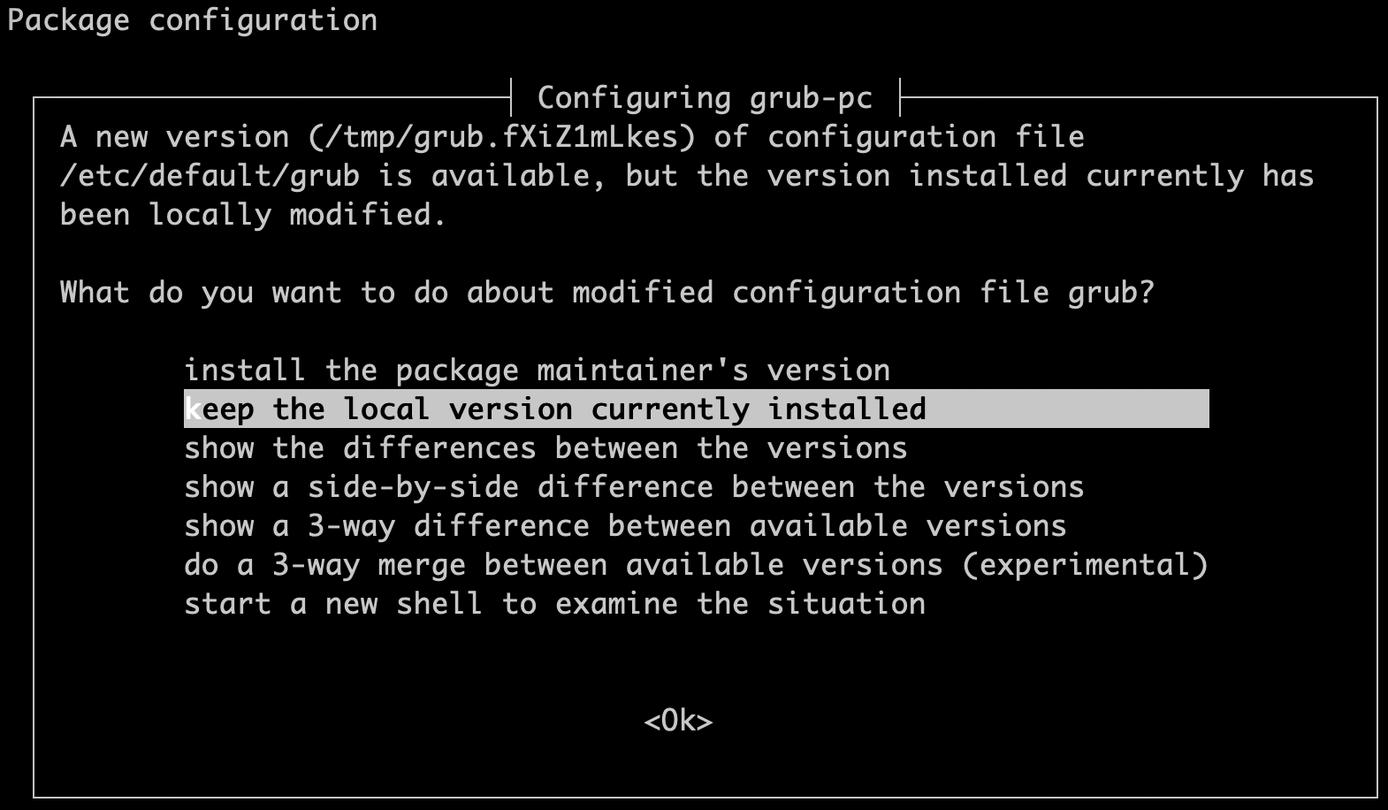 Package configuration
Configuring grub-pc
A new version (/tmp/grub.fXiZ1mLkes) of configuration file
/etc/default/grub is available, but the version installed currently has
been locally modified.
What do you want to do about modified configuration file grub?
install the package maintainer's version
keep the local version currently installed
show the differences between the versions
show a side-by-side difference between the versions
show a 3-way difference between available versions
do a 3-way merge between available versions (experimental)
start a new shell to examine the situation
<Ok>